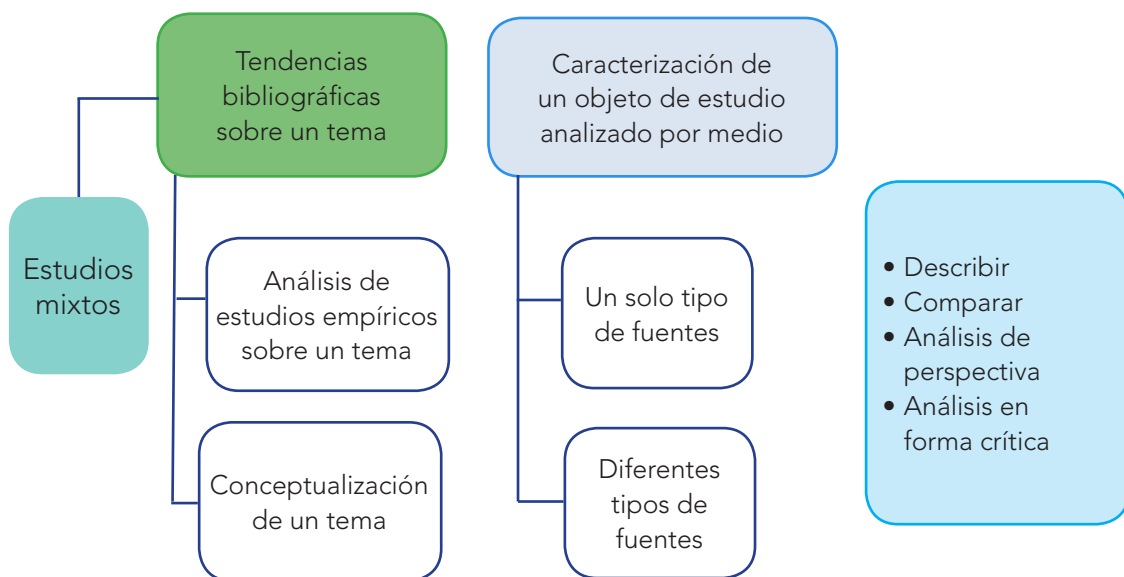 Estudios
mixtos
Tendencias
bibliográficas
sobre un tema
Análisis de
estudios empíricos
sobre un tema
Conceptualización
de un tema
Caracterización de
un objeto de estudio
analizado por medio
Un solo tipo
de fuentes
Diferentes
tipos de
fuentes
• Describir
• Comparar
• Análisis de
perspectiva
• Análisis en
forma crítica